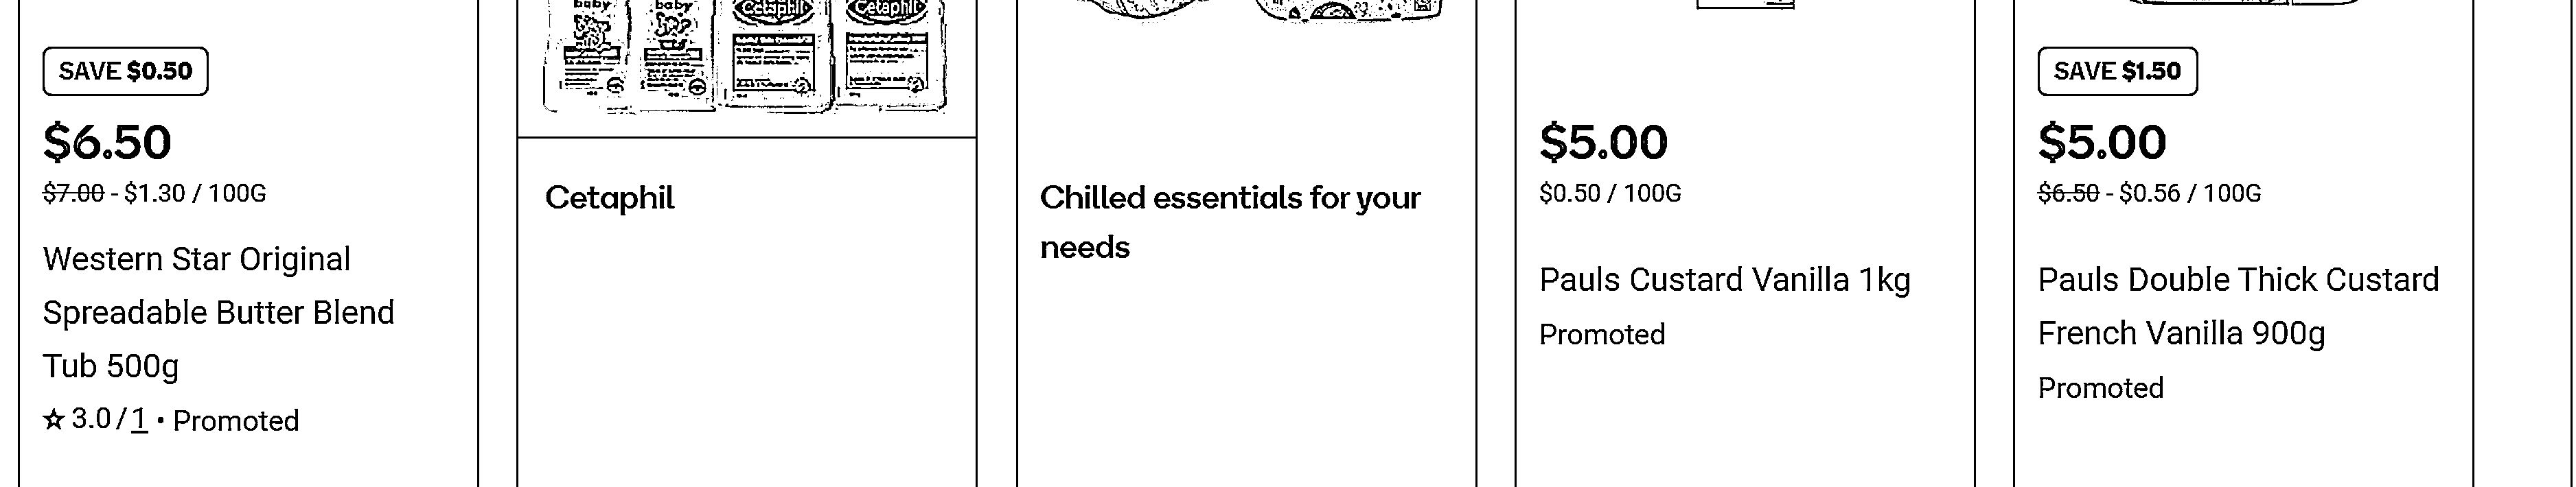 SAVE $0.50
$6.50
$7.00 - $1.30 / 100G
Western Star Original
Spreadable Butter Blend
Tub 500g
3.0 / 1 • Promoted
baby
baby
Cetaphil
Cetaphil
Cetaphil
Chilled essentials for your
needs
$5.00
$0.50 / 100G
Pauls Custard Vanilla 1kg
Promoted
SAVE $1.50
$5.00
$6.50 - $0.56 / 100G
Pauls Double Thick Custard
French Vanilla 900g
Promoted